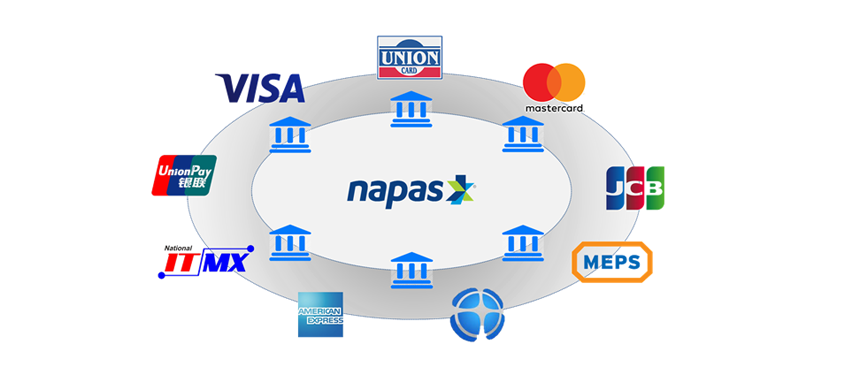 UNION
CARD
VISA
mastercard
UnionPay
银联
napas
JCB
National
ITMX
MEPS
AMERICAN
EXPRESS